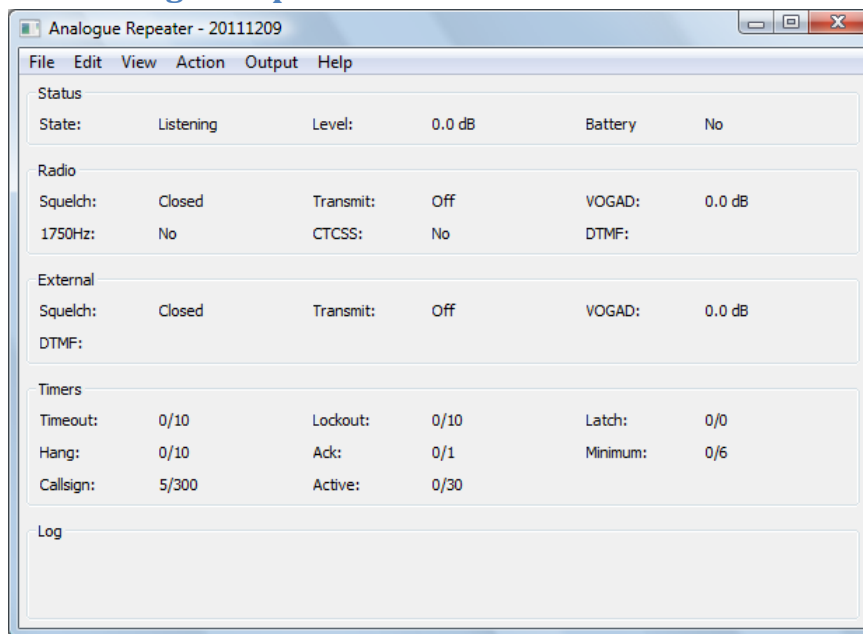 Analogue Repeater - 20111209
File Edit View Action Output Help
Status
State: Listening Level: 0.0 dB Battery No
Radio
Squelch: Closed Transmit: Off VOGAD: 0.0 dB
1750Hz: No CTCSS: No DTMF:
External
Squelch: Closed Transmit: Off VOGAD: 0.0 dB
DTMF:
Timers
Timeout: 0/10 Lockout: 0/10 Latch: 0/0
Hang: 0/10 Ack: 0/1 Minimum: 0/6
Callsign: 5/300 Active: 0/30
Log